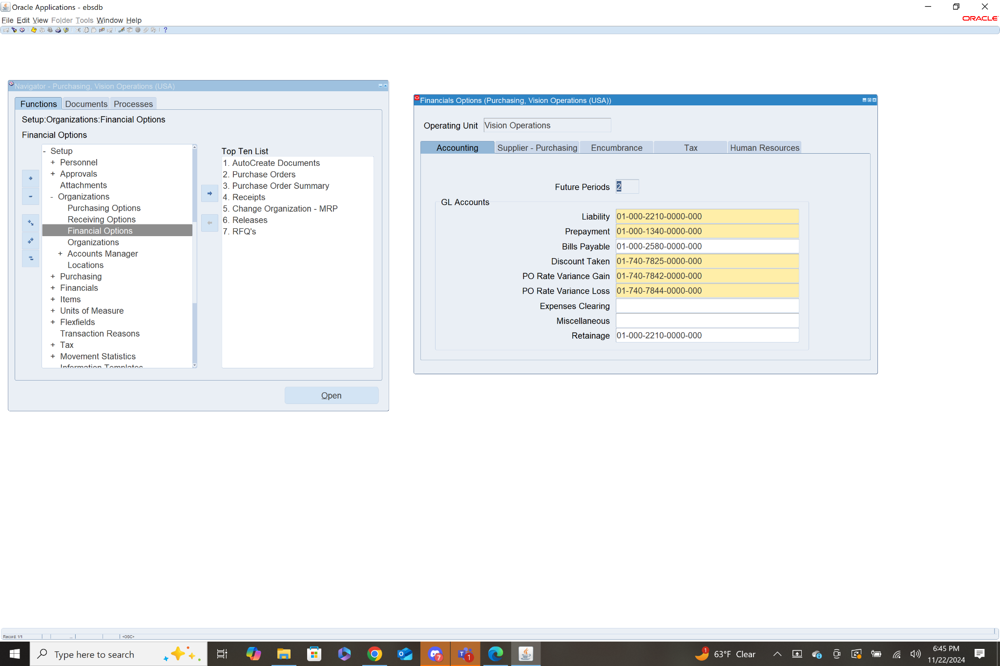 Oracle Applications - ebsdb
File Edit View Folder Tools Window Help
ORACLE
?
Navigator - Purchasing, Vision Operations (USA)
Functions Documents Processes
Setup:Organizations:Financial Options
Financial Options
- Setup
+ Personnel
+ Approvals
Attachments
- Organizations
Purchasing Options
Receiving Options
Financial Options
Organizations
+ Accounts Manager
Locations
+ Purchasing
+ Financials
+ Items
+ Units of Measure
+ Flexfields
Transaction Reasons
+ Tax
+ Movement Statistics
Information Templates
Top Ten List
1. AutoCreate Documents
2. Purchase Orders
3. Purchase Order Summary
4. Receipts
5. Change Organization - MRP
6. Releases
7. RFQ's
Open
Financials Options (Purchasing, Vision Operations (USA))
Operating Unit Vision Operations
Accounting Supplier - Purchasing Encumbrance Tax Human Resources
Future Periods 2
GL Accounts
Liability 01-000-2210-0000-000
Prepayment 01-000-1340-0000-000
Bills Payable 01-000-2580-0000-000
Discount Taken 01-740-7825-0000-000
PO Rate Variance Gain 01-740-7842-0000-000
PO Rate Variance Loss 01-740-7844-0000-000
Expenses Clearing
Miscellaneous
Retainage 01-000-2210-0000-000
Record: 1/1 ... <OSC>
Type here to search
7
1
1
63°F Clear
6:45 PM
11/22/2024